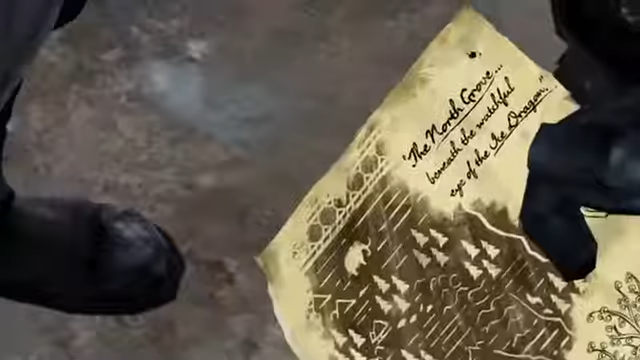 "The North Grove...
beneath the watchful
eye of the Ice Dragon."